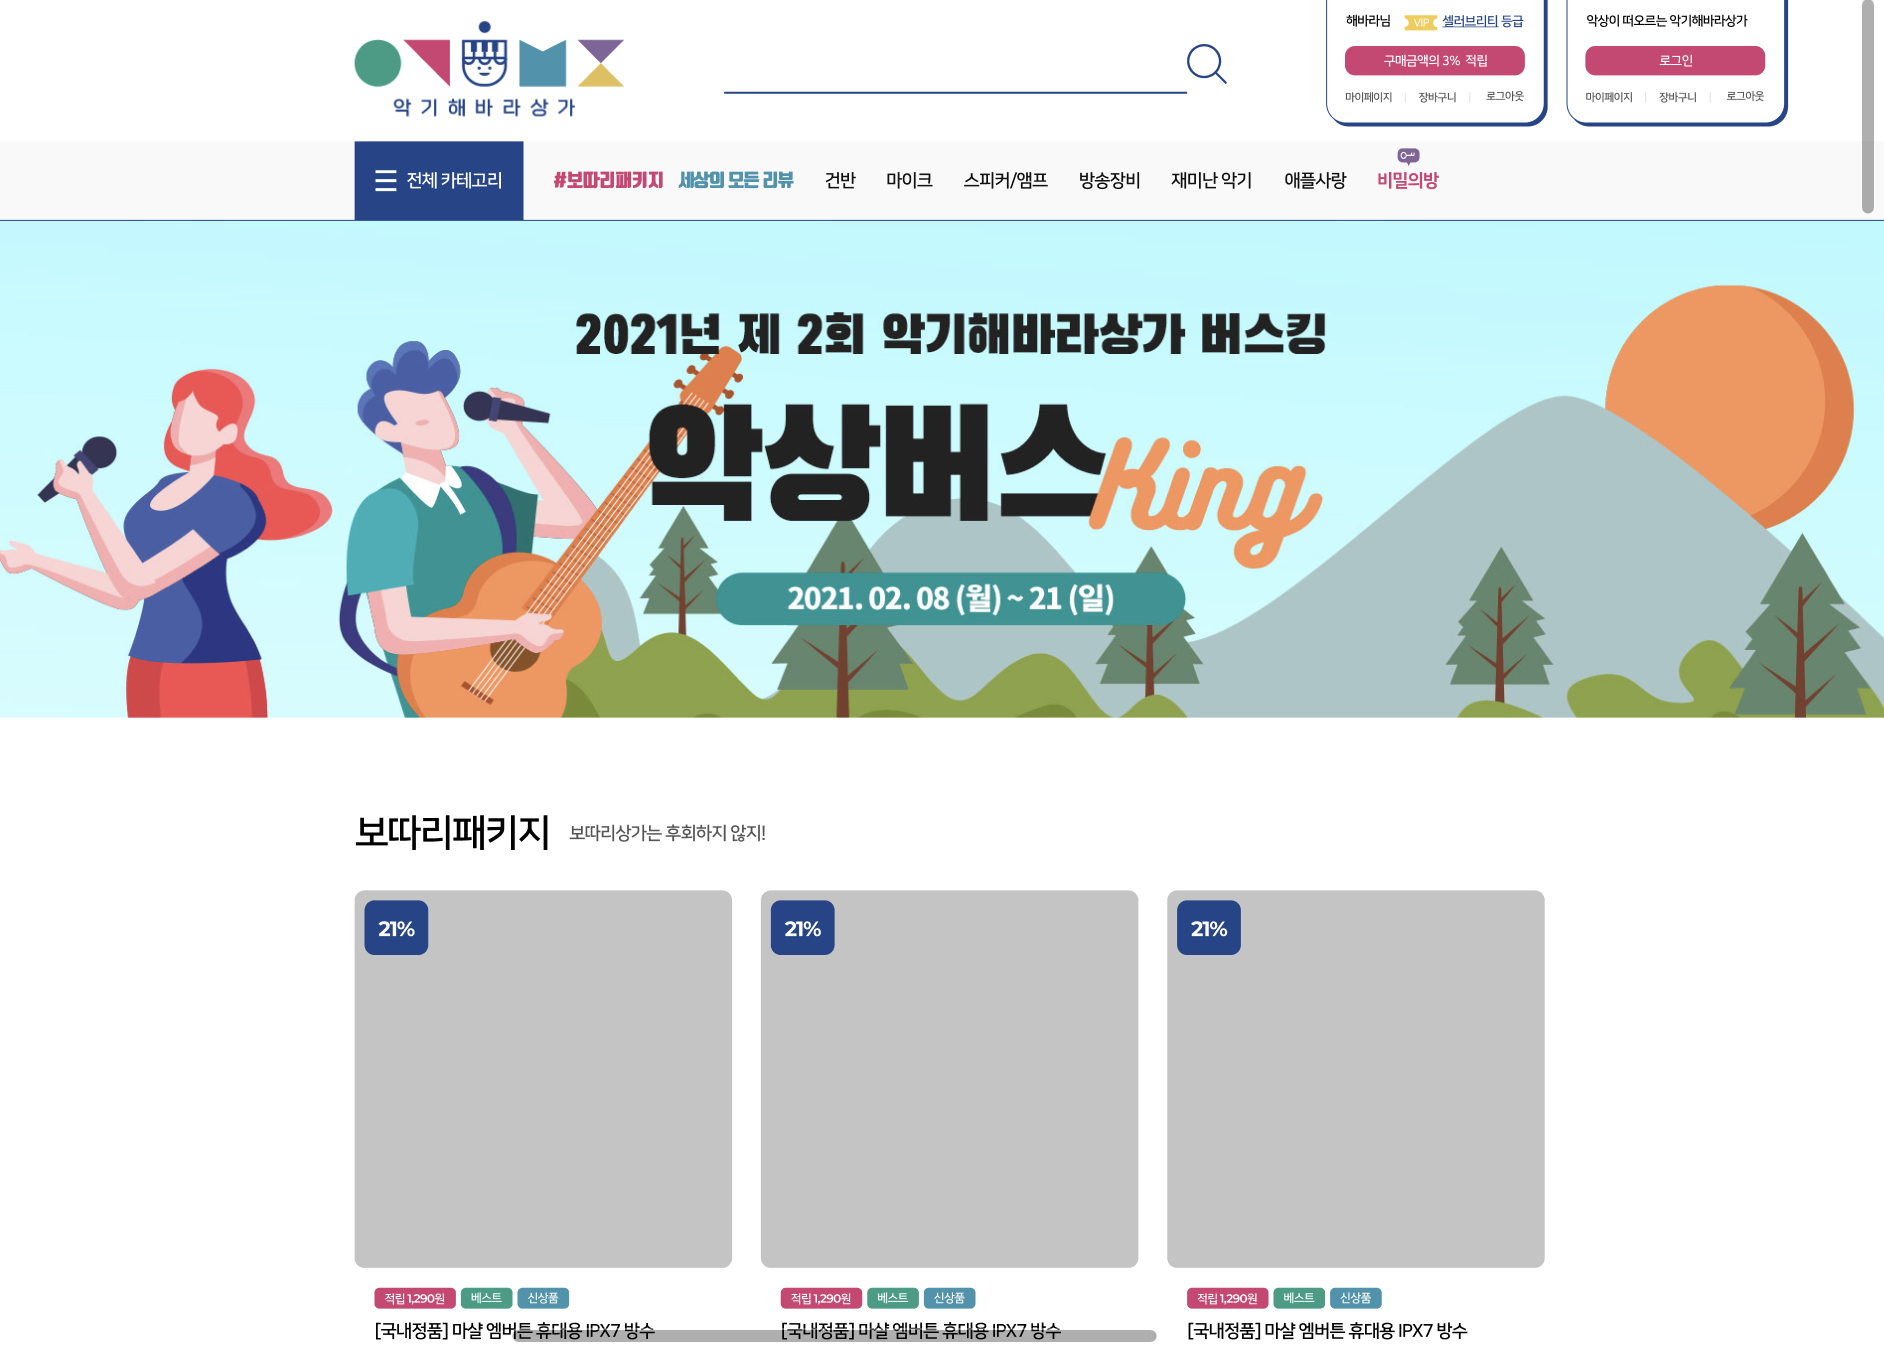 악기해바라상가
해바라님 VIP 셀러브리티 등급
구매금액의 3% 적립
마이페이지 장바구니 로그아웃
악상이 떠오르는 악기해바라상가
로그인
마이페이지 장바구니 로그아웃
전체 카테고리 #보따리패키지 세상의 모든 리뷰 건반 마이크 스피커/앰프 방송장비 재미난 악기 애플사랑 비밀의방
2021년 제 2회 악기해바라상가 버스킹
악상버스King
2021. 02. 08 (월) ~ 21 (일)
보따리패키지 보따리상가는 후회하지 않지!
21% 21% 21%
적립 1,290원 베스트 신상품 적립 1,290원 베스트 신상품 적립 1,290원 베스트 신상품
[국내정품] 마샬 엠버튼 휴대용 IPX7 방수 [국내정품] 마샬 엠버튼 휴대용 IPX7 방수 [국내정품] 마샬 엠버튼 휴대용 IPX7 방수